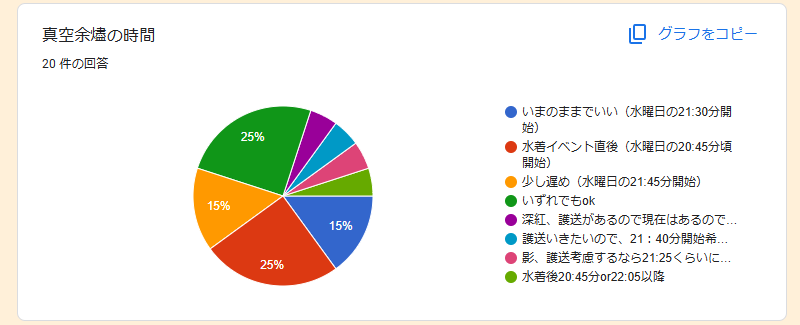 真空余燼の時間
グラフをコピー
20 件の回答
25%
15%
15%
25%
いまのままでいい（水曜日の21:30分開
始）
水着イベント直後（水曜日の20:45分頃
開始）
少し遅め（水曜日の21:45分開始）
いずれでもok
深紅、護送があるので現在はあるので…
護送いきたいので、21：40分開始希…
影、護送考慮するなら21:25くらいに…
水着後20:45分or22:05以降